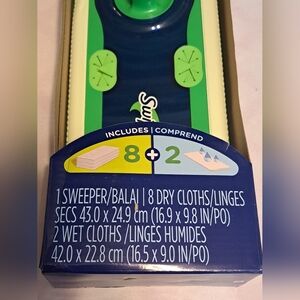 Sw
INCLUDES | COMPREND
8 + 2
1 SWEEPER/BALAI | 8 DRY CLOTHS/LINGES
SECS 43.0 x 24.9 cm (16.9 x 9.8 IN/PO)
2 WET CLOTHS /LINGES HUMIDES
42.0 x 22.8 cm (16.5 x 9.0 IN/PO)